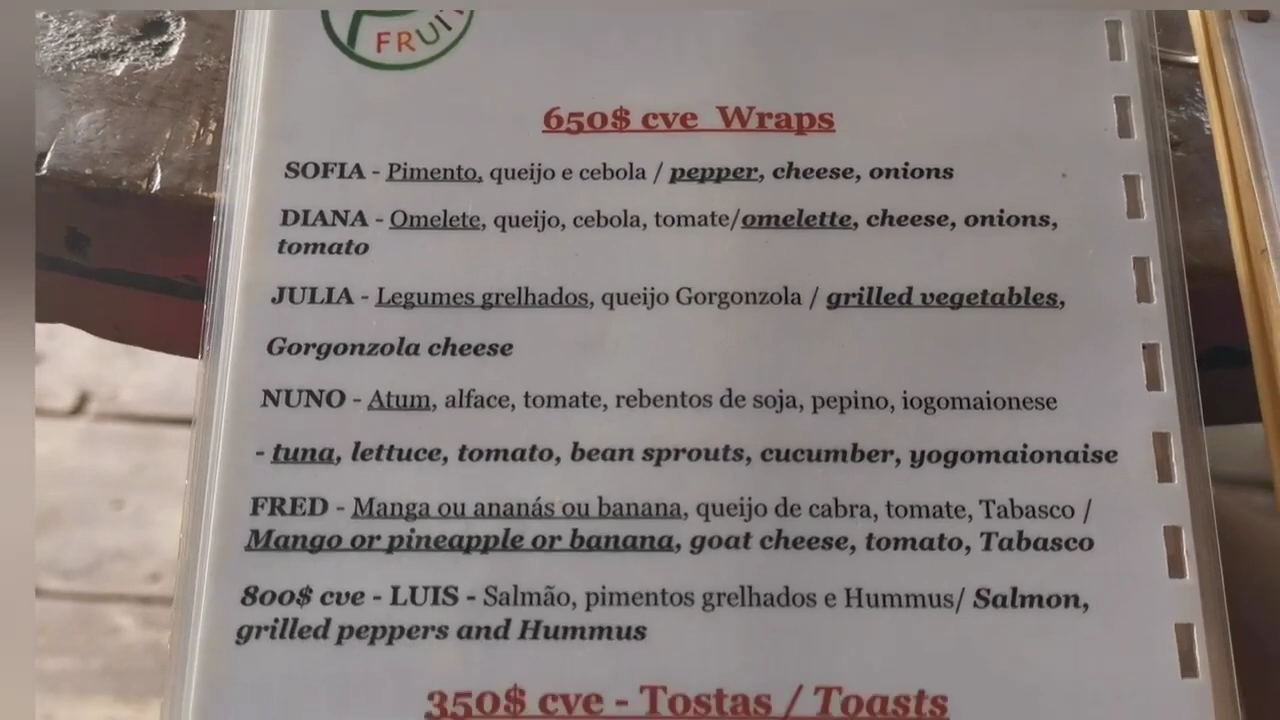 FRUI
650$ cve Wraps
SOFIA - Pimento, queijo e cebola / pepper, cheese, onions
DIANA - Omelete, queijo, cebola, tomate/omelette, cheese, onions,
tomato
JULIA - Legumes grelhados, queijo Gorgonzola / grilled vegetables,
Gorgonzola cheese
NUNO - Atum, alface, tomate, rebentos de soja, pepino, iogomaionese
- tuna, lettuce, tomato, bean sprouts, cucumber, yogomaionaise
FRED - Manga ou ananás ou banana, queijo de cabra, tomate, Tabasco /
Mango or pineapple or banana, goat cheese, tomato, Tabasco
800$ cve - LUIS - Salmão, pimentos grelhados e Hummus/ Salmon,
grilled peppers and Hummus
350$ cve - Tostas / Toasts